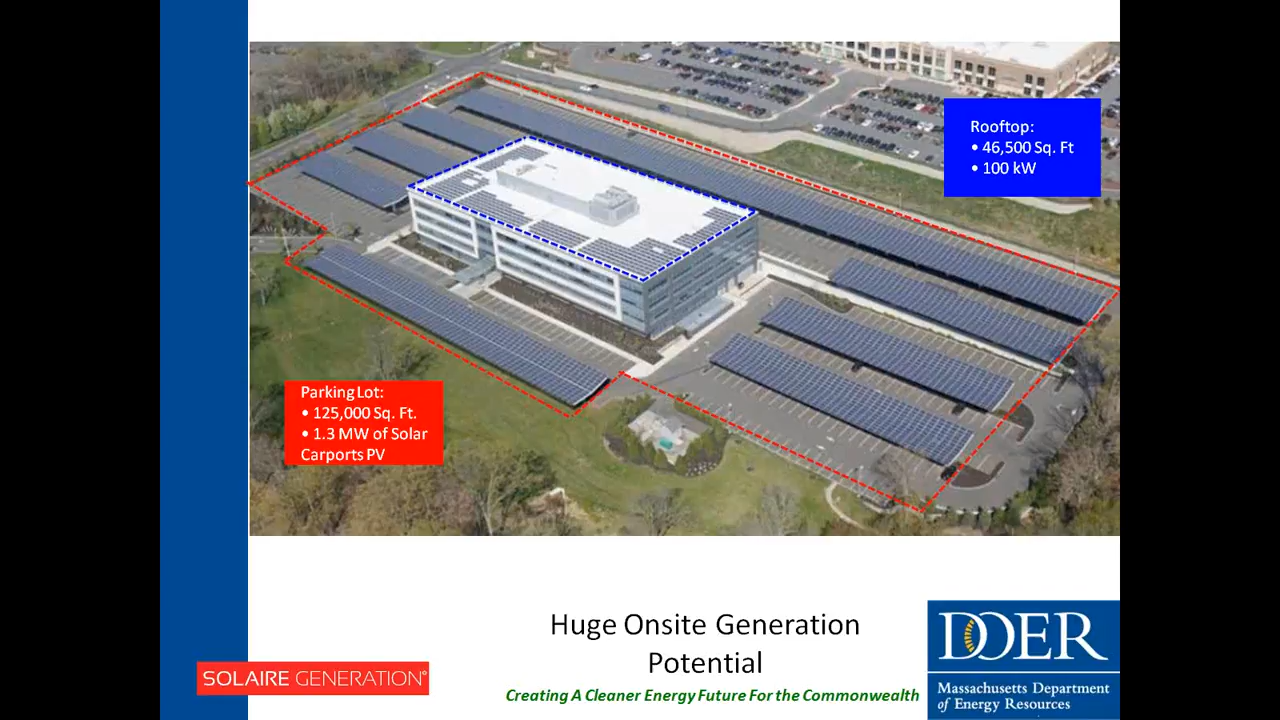 Rooftop:
• 46,500 Sq. Ft
• 100 kW
Parking Lot:
• 125,000 Sq. Ft.
• 1.3 MW of Solar
Carports PV
Huge Onsite Generation
Potential
Creating A Cleaner Energy Future For the Commonwealth
SOLAIRE GENERATION®
DOER
Massachusetts Department
of Energy Resources